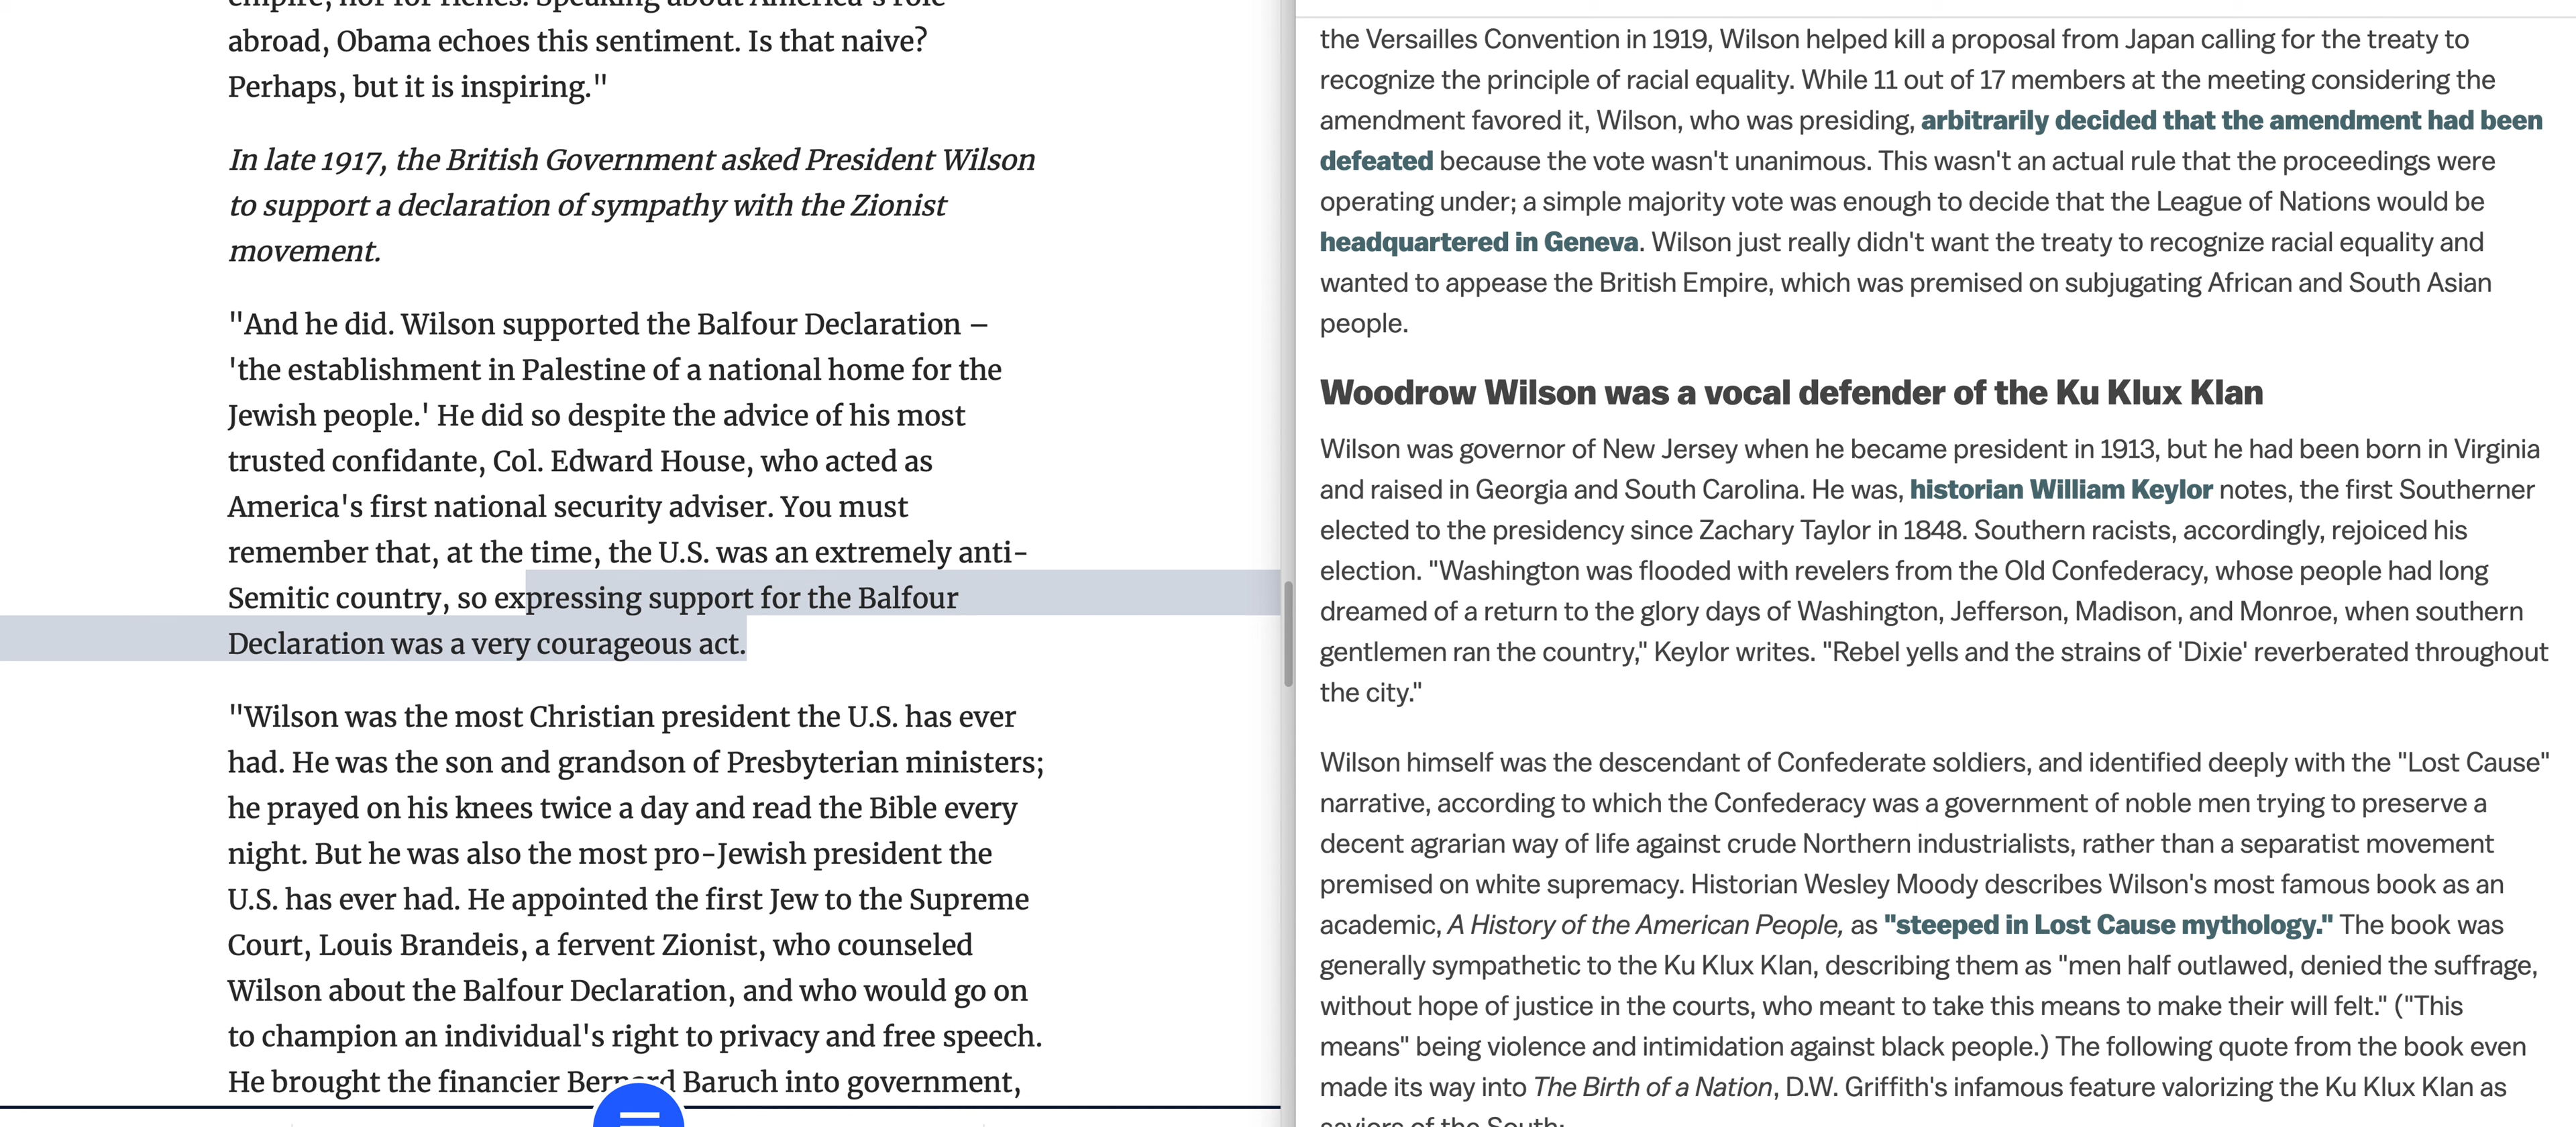 empire, nor for riches. Speaking about America's role
abroad, Obama echoes this sentiment. Is that naive?
Perhaps, but it is inspiring."
In late 1917, the British Government asked President Wilson
to support a declaration of sympathy with the Zionist
movement.
"And he did. Wilson supported the Balfour Declaration –
'the establishment in Palestine of a national home for the
Jewish people.' He did so despite the advice of his most
trusted confidante, Col. Edward House, who acted as
America's first national security adviser. You must
remember that, at the time, the U.S. was an extremely anti-
Semitic country, so expressing support for the Balfour
Declaration was a very courageous act.
"Wilson was the most Christian president the U.S. has ever
had. He was the son and grandson of Presbyterian ministers;
he prayed on his knees twice a day and read the Bible every
night. But he was also the most pro-Jewish president the
U.S. has ever had. He appointed the first Jew to the Supreme
Court, Louis Brandeis, a fervent Zionist, who counseled
Wilson about the Balfour Declaration, and who would go on
to champion an individual's right to privacy and free speech.
He brought the financier Bernard Baruch into government,
the Versailles Convention in 1919, Wilson helped kill a proposal from Japan calling for the treaty to
recognize the principle of racial equality. While 11 out of 17 members at the meeting considering the
amendment favored it, Wilson, who was presiding, arbitrarily decided that the amendment had been
defeated because the vote wasn't unanimous. This wasn't an actual rule that the proceedings were
operating under; a simple majority vote was enough to decide that the League of Nations would be
headquartered in Geneva. Wilson just really didn't want the treaty to recognize racial equality and
wanted to appease the British Empire, which was premised on subjugating African and South Asian
people.
Woodrow Wilson was a vocal defender of the Ku Klux Klan
Wilson was governor of New Jersey when he became president in 1913, but he had been born in Virginia
and raised in Georgia and South Carolina. He was, historian William Keylor notes, the first Southerner
elected to the presidency since Zachary Taylor in 1848. Southern racists, accordingly, rejoiced his
election. "Washington was flooded with revelers from the Old Confederacy, whose people had long
dreamed of a return to the glory days of Washington, Jefferson, Madison, and Monroe, when southern
gentlemen ran the country," Keylor writes. "Rebel yells and the strains of 'Dixie' reverberated throughout
the city."
Wilson himself was the descendant of Confederate soldiers, and identified deeply with the "Lost Cause"
narrative, according to which the Confederacy was a government of noble men trying to preserve a
decent agrarian way of life against crude Northern industrialists, rather than a separatist movement
premised on white supremacy. Historian Wesley Moody describes Wilson's most famous book as an
academic, A History of the American People, as "steeped in Lost Cause mythology." The book was
generally sympathetic to the Ku Klux Klan, describing them as "men half outlawed, denied the suffrage,
without hope of justice in the courts, who meant to take this means to make their will felt." ("This
means" being violence and intimidation against black people.) The following quote from the book even
made its way into The Birth of a Nation, D.W. Griffith's infamous feature valorizing the Ku Klux Klan as
saviors of the South: